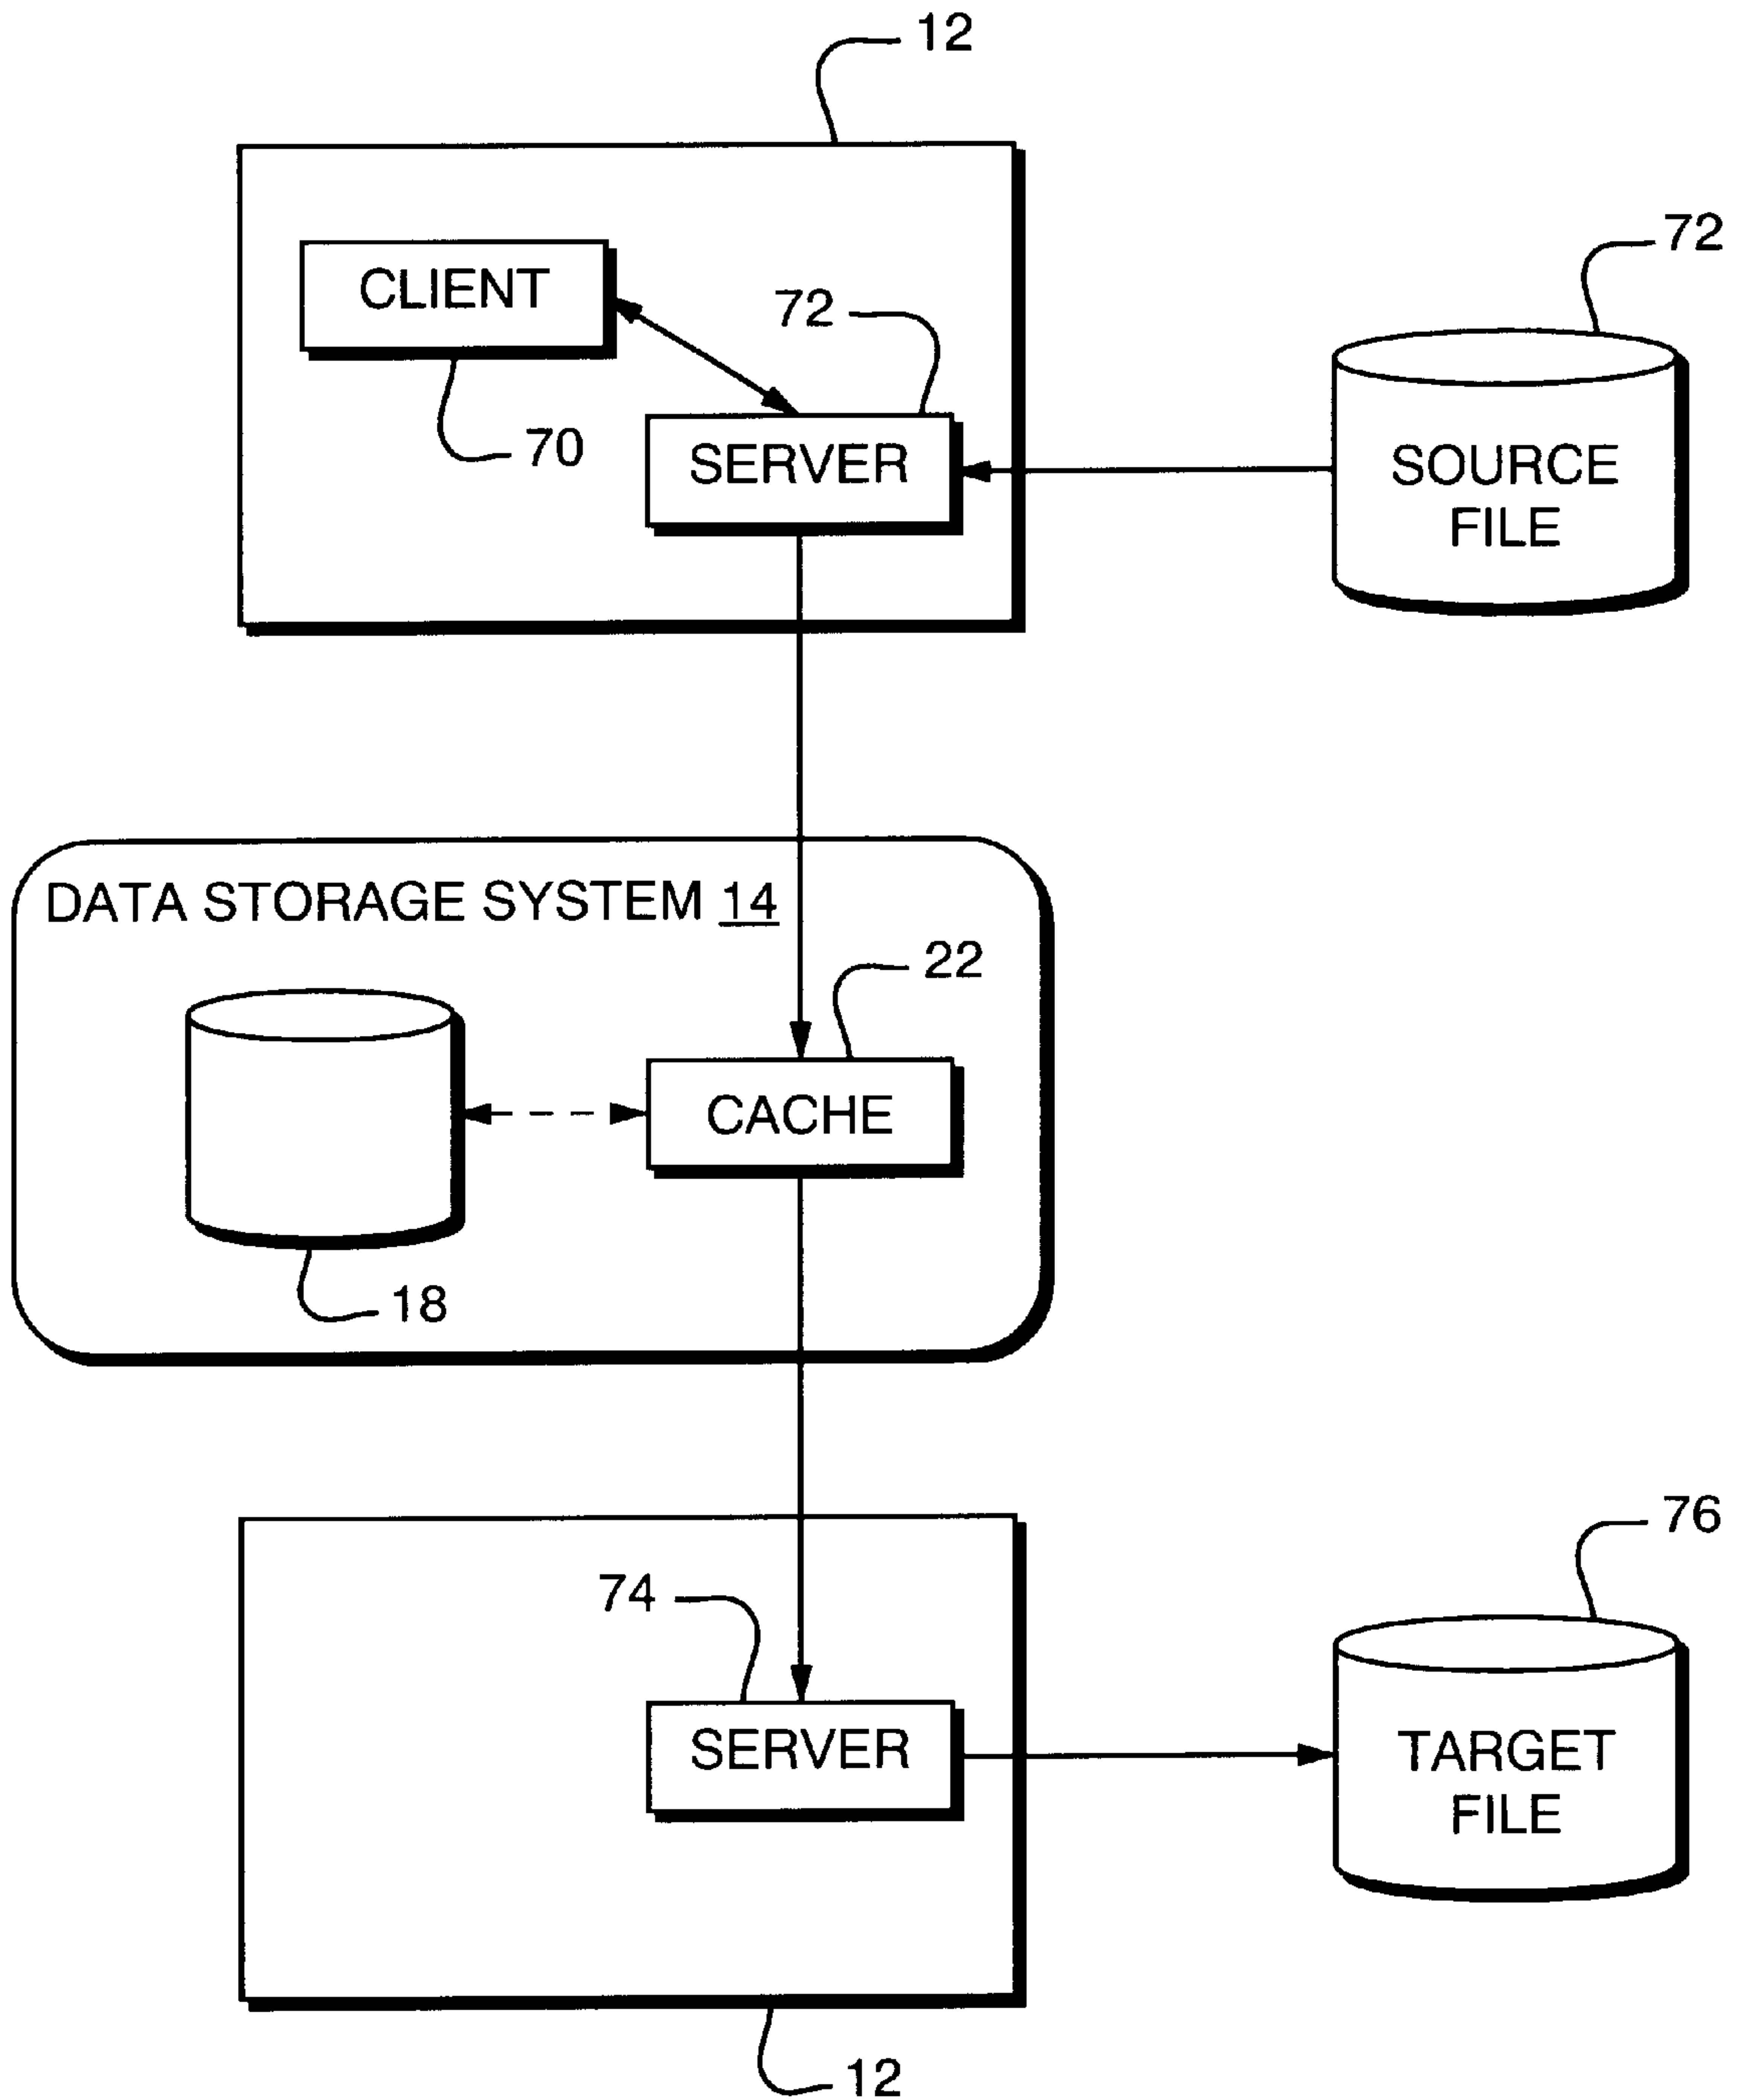 12
72
CLIENT
72
70
SERVER
SOURCE
FILE
DATA STORAGE SYSTEM 14
22
CACHE
18
76
74
SERVER
TARGET
FILE
12